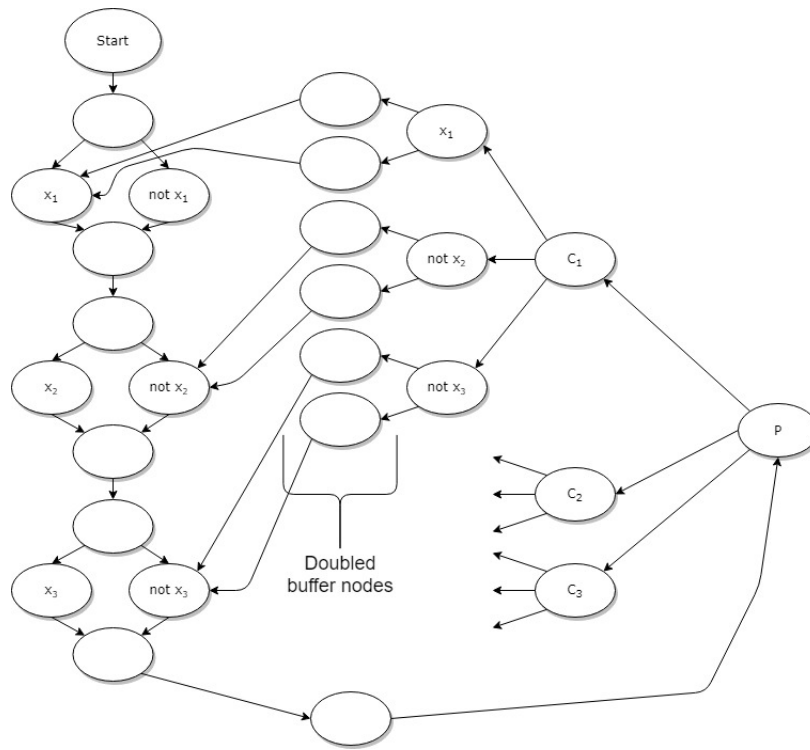 Start
x₁
x₁
not x₁
not x₂
C₁
x₂
not x₂
not x₃
P
C₂
Doubled
buffer nodes
x₃
not x₃
C₃